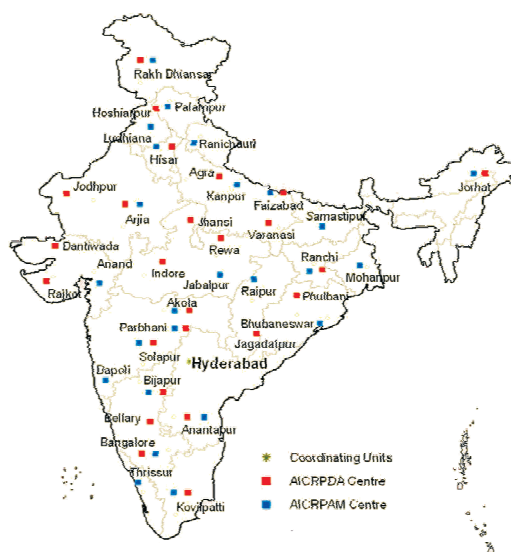 Rakh Dhiansar
Hoshiarpur
Palampur
Ludhiana
Hisar
Ranichauri
Agra
Kanpur
Jodhpur
Faizabad
Jorhat
Arjia
Jhansi
Varanasi
Samastipur
Dantiwada
Rewa
Ranchi
Anand
Indore
Jabalpur
Raipur
Mohanpur
Rajkot
Akola
Phulbani
Parbhani
Bhubaneswar
Solapur
Jagadalpur
Hyderabad
Dapoli
Bijapur
Bellary
Anantapur
Bangalore
Thrissur
Kovilpatti
Coordinating Units
AICRPDA Centre
AICRPAM Centre